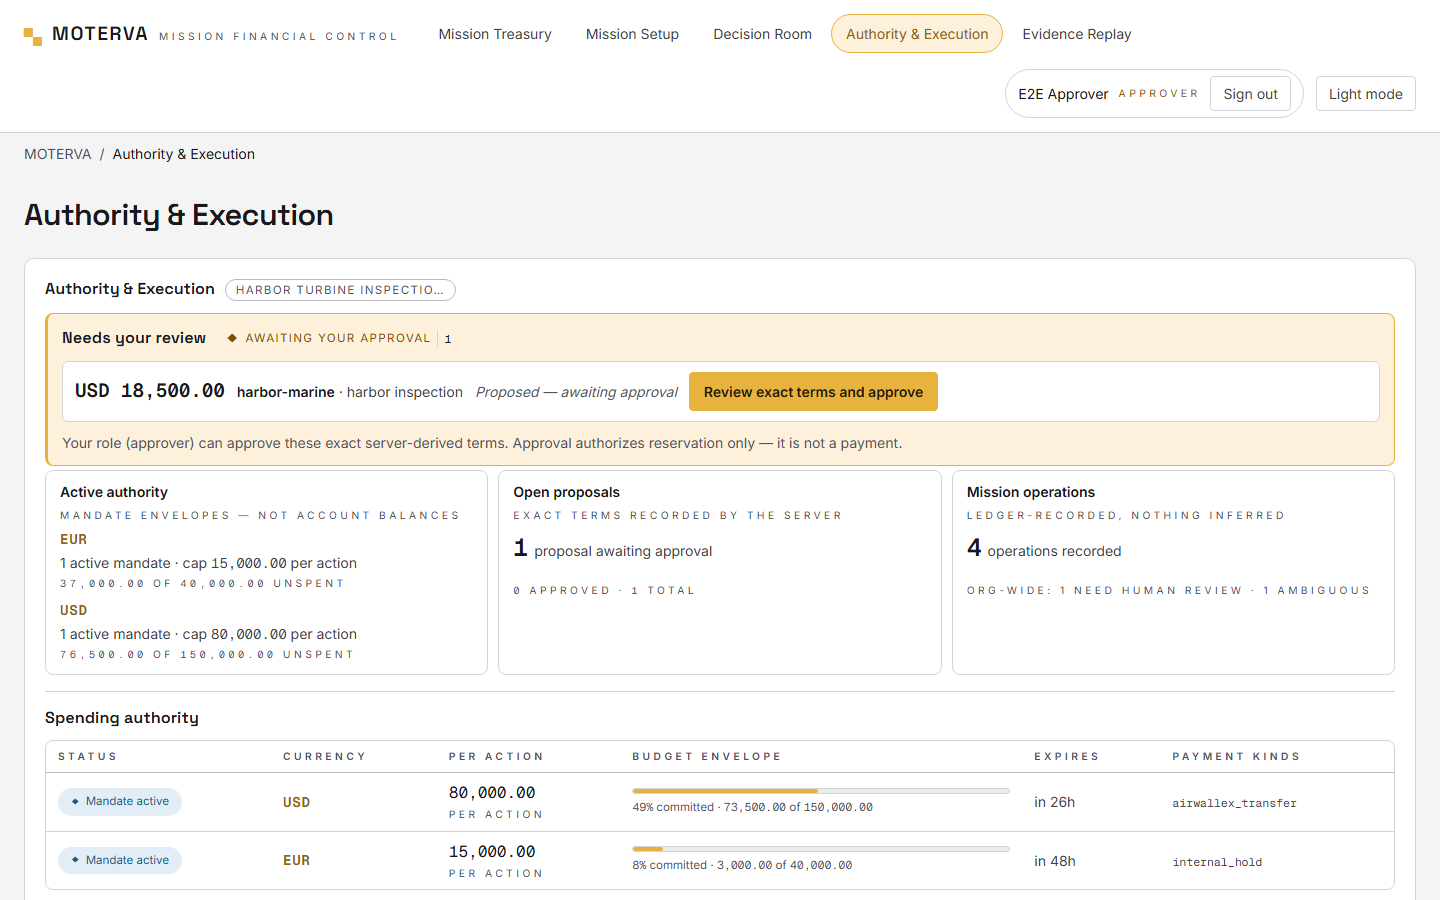 MOTERVA MISSION FINANCIAL CONTROL Mission Treasury Mission Setup Decision Room Authority & Execution Evidence Replay
E2E Approver APPROVER Sign out Light mode
MOTERVA / Authority & Execution
Authority & Execution
Authority & Execution HARBOR TURBINE INSPECTIO…
Needs your review ◆ AWAITING YOUR APPROVAL 1
USD 18,500.00 harbor-marine · harbor inspection Proposed — awaiting approval Review exact terms and approve
Your role (approver) can approve these exact server-derived terms. Approval authorizes reservation only — it is not a payment.
Active authority
MANDATE ENVELOPES — NOT ACCOUNT BALANCES
EUR
1 active mandate · cap 15,000.00 per action
37,000.00 OF 40,000.00 UNSPENT
USD
1 active mandate · cap 80,000.00 per action
76,500.00 OF 150,000.00 UNSPENT
Open proposals
EXACT TERMS RECORDED BY THE SERVER
1 proposal awaiting approval
0 APPROVED · 1 TOTAL
Mission operations
LEDGER-RECORDED, NOTHING INFERRED
4 operations recorded
ORG-WIDE: 1 NEED HUMAN REVIEW · 1 AMBIGUOUS
Spending authority
STATUS CURRENCY PER ACTION BUDGET ENVELOPE EXPIRES PAYMENT KINDS
◆ Mandate active USD 80,000.00 PER ACTION 49% committed · 73,500.00 of 150,000.00 in 26h airwallex_transfer
◆ Mandate active EUR 15,000.00 PER ACTION 8% committed · 3,000.00 of 40,000.00 in 48h internal_hold